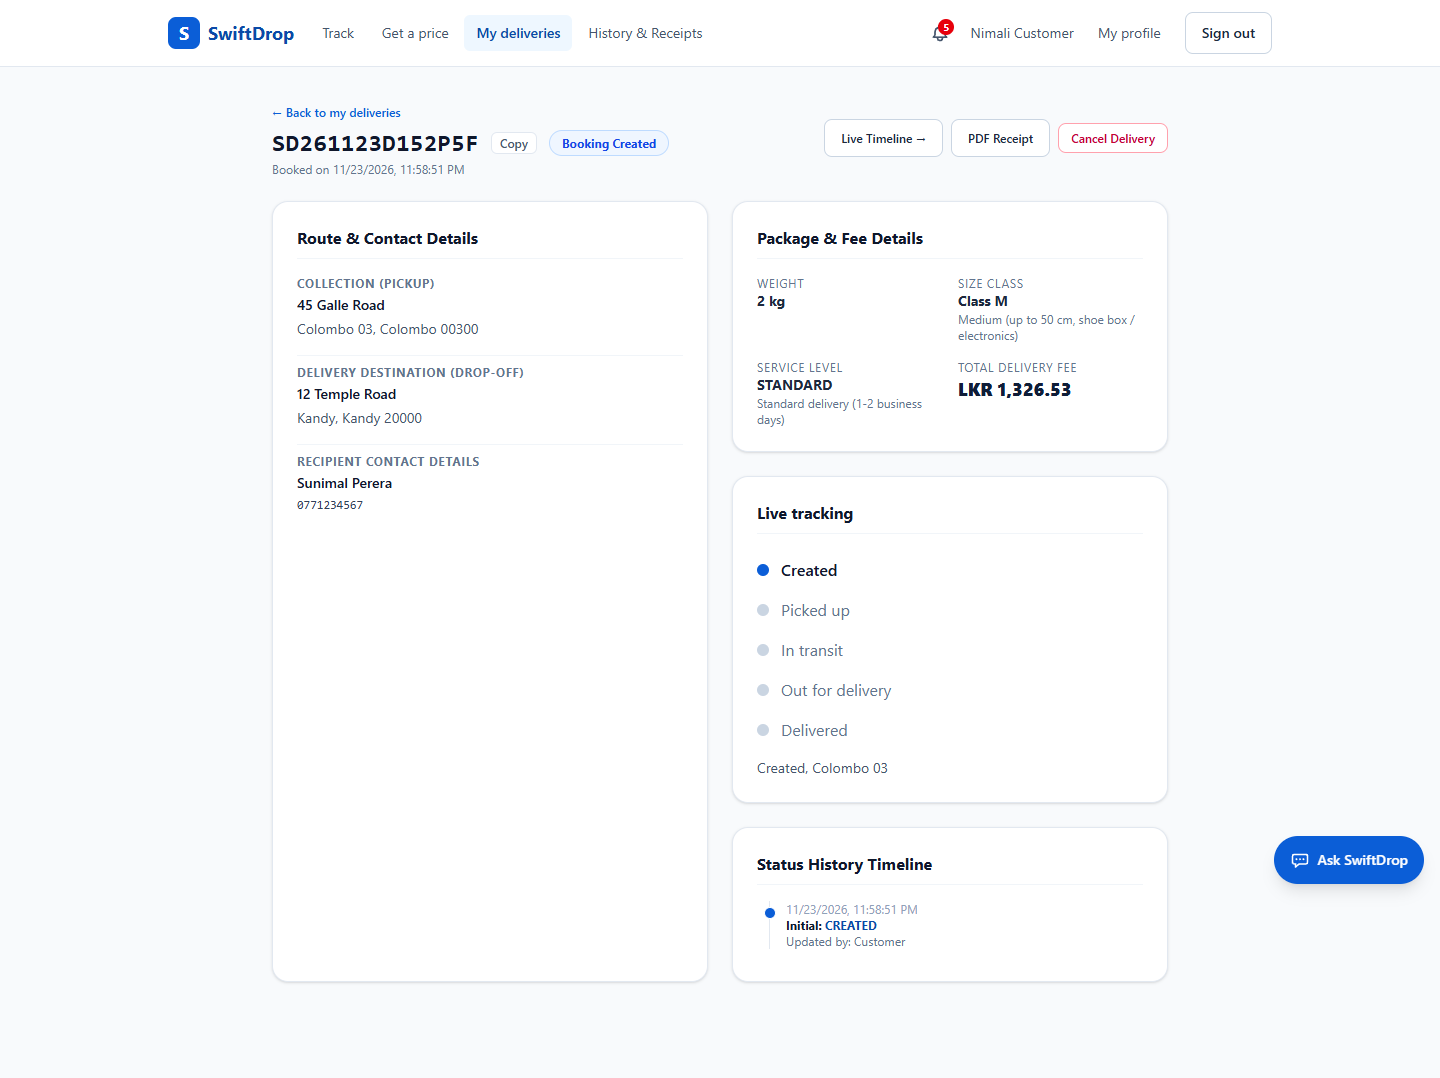 S SwiftDrop Track Get a price My deliveries History & Receipts 5 Nimali Customer My profile Sign out
← Back to my deliveries
SD261123D152P5F Copy Booking Created
Booked on 11/23/2026, 11:58:51 PM
Live Timeline → PDF Receipt Cancel Delivery
Route & Contact Details
COLLECTION (PICKUP)
45 Galle Road
Colombo 03, Colombo 00300
DELIVERY DESTINATION (DROP-OFF)
12 Temple Road
Kandy, Kandy 20000
RECIPIENT CONTACT DETAILS
Sunimal Perera
0771234567
Package & Fee Details
WEIGHT
2 kg
SIZE CLASS
Class M
Medium (up to 50 cm, shoe box /
electronics)
SERVICE LEVEL
STANDARD
Standard delivery (1-2 business
days)
TOTAL DELIVERY FEE
LKR 1,326.53
Live tracking
Created
Picked up
In transit
Out for delivery
Delivered
Created, Colombo 03
Status History Timeline
11/23/2026, 11:58:51 PM
Initial: CREATED
Updated by: Customer
Ask SwiftDrop